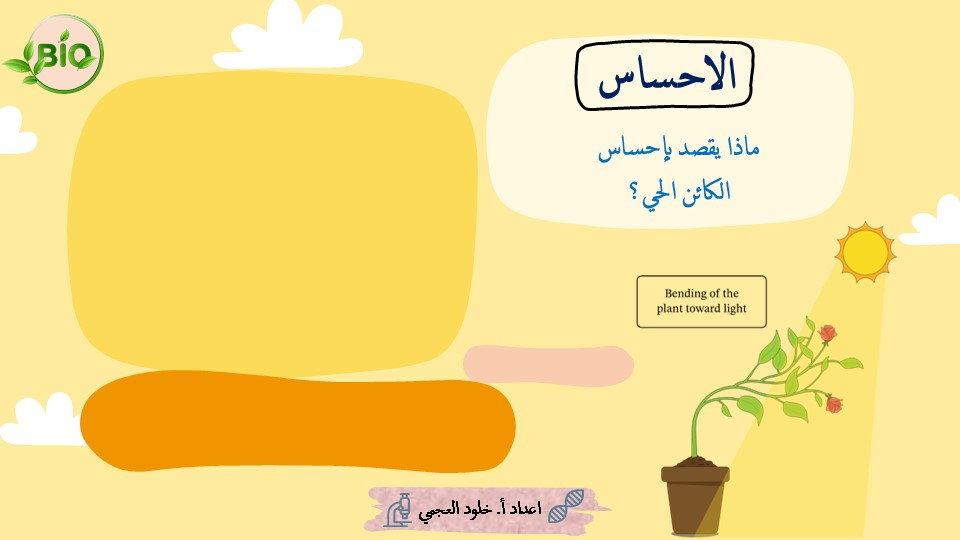 BIO
الاحساس
ماذا يقصد بإحساس
الكائن الحي ؟
Bending of the
plant toward light
اعداد أ. خلود العجمي